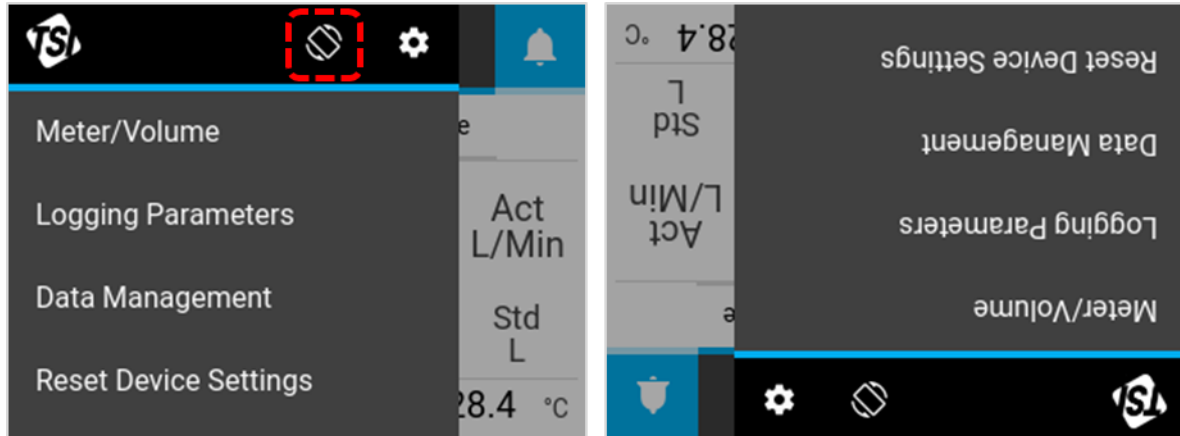 TSI
Meter/Volume
Logging Parameters
Data Management
Reset Device Settings
e
Act
L/Min
Std
L
28.4 °C
TSI
Meter/Volume
Logging Parameters
Data Management
Reset Device Settings
e
Act
L/Min
Std
L
28.4 °C